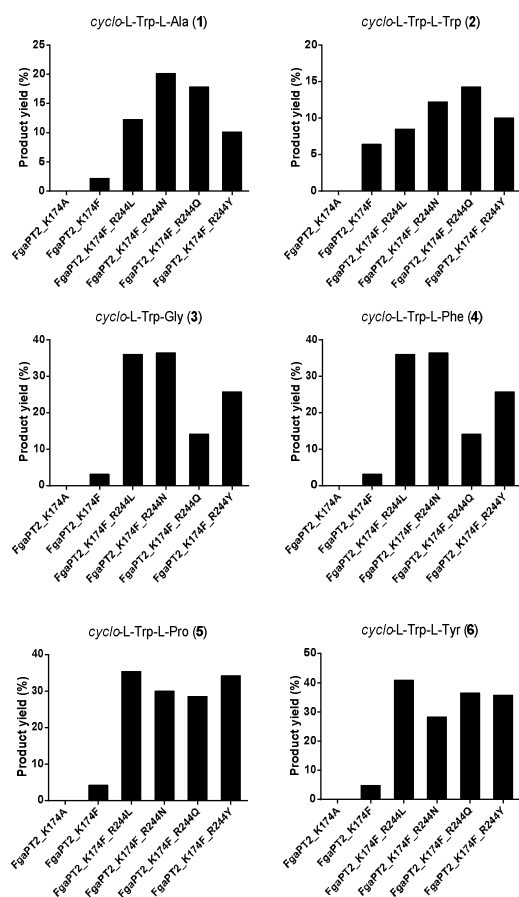 cyclo-L-Trp-L-Ala (1)
Product yield (%)
25
20
15
10
5
0
FgaPT2_K174A
FgaPT2_K174F
FgaPT2_K174F_R244L
FgaPT2_K174F_R244N
FgaPT2_K174F_R244Q
FgaPT2_K174F_R244Y
cyclo-L-Trp-L-Trp (2)
Product yield (%)
20
15
10
5
0
FgaPT2_K174A
FgaPT2_K174F
FgaPT2_K174F_R244L
FgaPT2_K174F_R244N
FgaPT2_K174F_R244Q
FgaPT2_K174F_R244Y
cyclo-L-Trp-Gly (3)
Product yield (%)
40
30
20
10
0
FgaPT2_K174A
FgaPT2_K174F
FgaPT2_K174F_R244L
FgaPT2_K174F_R244N
FgaPT2_K174F_R244Q
FgaPT2_K174F_R244Y
cyclo-L-Trp-L-Phe (4)
Product yield (%)
40
30
20
10
0
FgaPT2_K174A
FgaPT2_K174F
FgaPT2_K174F_R244L
FgaPT2_K174F_R244N
FgaPT2_K174F_R244Q
FgaPT2_K174F_R244Y
cyclo-L-Trp-L-Pro (5)
Product yield (%)
40
30
20
10
0
FgaPT2_K174A
FgaPT2_K174F
FgaPT2_K174F_R244L
FgaPT2_K174F_R244N
FgaPT2_K174F_R244Q
FgaPT2_K174F_R244Y
cyclo-L-Trp-L-Tyr (6)
Product yield (%)
50
40
30
20
10
0
FgaPT2_K174A
FgaPT2_K174F
FgaPT2_K174F_R244L
FgaPT2_K174F_R244N
FgaPT2_K174F_R244Q
FgaPT2_K174F_R244Y